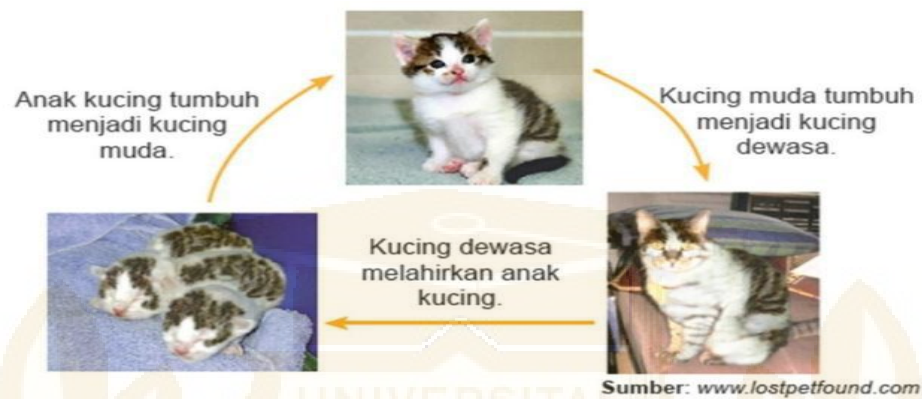 Anak kucing tumbuh
menjadi kucing
muda.
Kucing muda tumbuh
menjadi kucing
dewasa.
Kucing dewasa
melahirkan anak
kucing.
UNIVERSITA
Sumber: www.lostpetfound.com